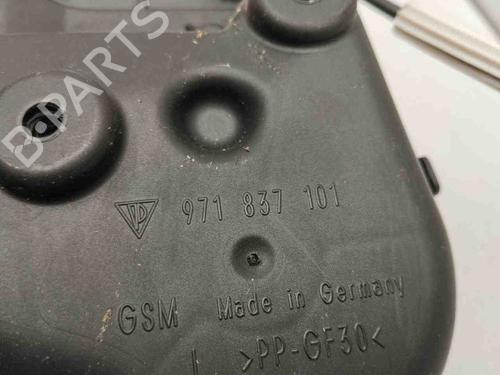 B-PARTS
971 837 101
GSM Made in Germany
>PP-GF30<